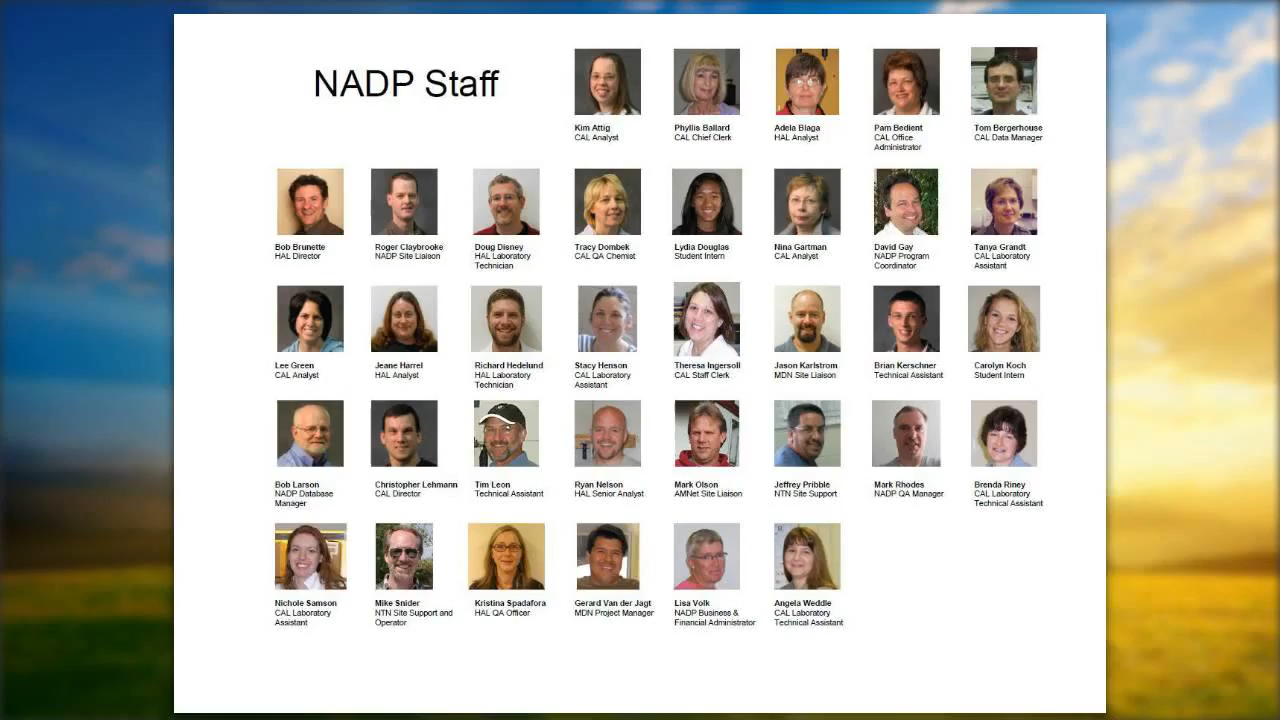 NADP Staff
Kim Attig
CAL Analyst
Phyllis Ballard
CAL Chief Clerk
Adela Blaga
HAL Analyst
Pam Bedient
CAL Office
Administrator
Tom Bergerhouse
CAL Data Manager
Bob Brunette
HAL Director
Roger Claybrooke
NADP Site Liaison
Doug Disney
HAL Laboratory
Technician
Tracy Dombek
CAL QA Chemist
Lydia Douglas
Student Intern
Nina Gartman
CAL Analyst
David Gay
NADP Program
Coordinator
Tanya Grandt
CAL Laboratory
Assistant
Lee Green
CAL Analyst
Jeane Harrel
HAL Analyst
Richard Hedelund
HAL Laboratory
Technician
Stacy Henson
CAL Laboratory
Assistant
Theresa Ingersoll
CAL Staff Clerk
Jason Karlstrom
MDN Site Liaison
Brian Kerschner
Technical Assistant
Carolyn Koch
Student Intern
Bob Larson
NADP Database
Manager
Christopher Lehmann
CAL Director
Tim Leon
Technical Assistant
Ryan Nelson
HAL Senior Analyst
Mark Olson
AMNet Site Liaison
Jeffrey Pribble
NTN Site Support
Mark Rhodes
NADP QA Manager
Brenda Riney
CAL Laboratory
Technical Assistant
Nichole Samson
CAL Laboratory
Assistant
Mike Snider
NTN Site Support and
Operator
Kristina Spadafora
HAL QA Officer
Gerard Van der Jagt
MDN Project Manager
Lisa Volk
NADP Business &
Financial Administrator
Angela Weddle
CAL Laboratory
Technical Assistant